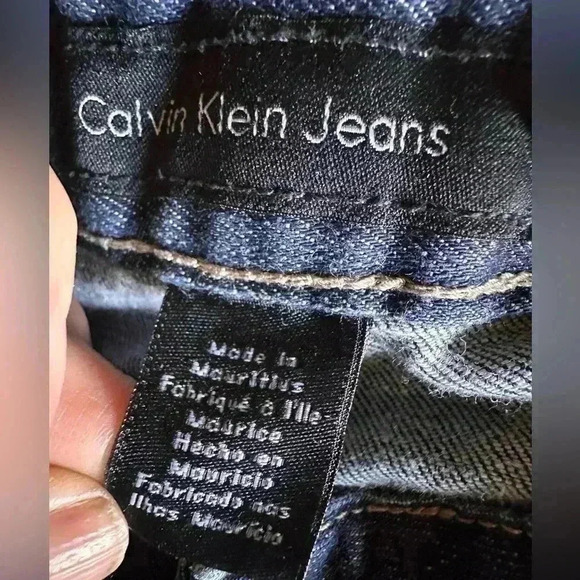 Calvin Klein Jeans
Made in
Mauritius
Fabriqué à l'Ile
Maurice
Hecho en
Mauricio
Fabricado nas
Ilhas Maurício